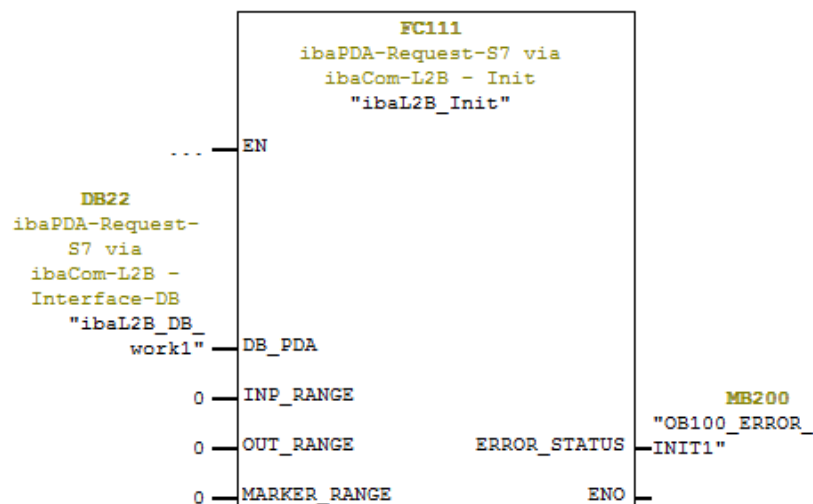 FC111
ibaPDA-Request-S7 via
ibaCom-L2B - Init
"ibaL2B_Init"
... EN
DB22
ibaPDA-Request-
S7 via
ibaCom-L2B -
Interface-DB
"ibaL2B_DB_
work1" DB_PDA
0 INP_RANGE
MB200
"OB100_ERROR_
0 OUT_RANGE ERROR_STATUS INIT1"
0 MARKER_RANGE ENO